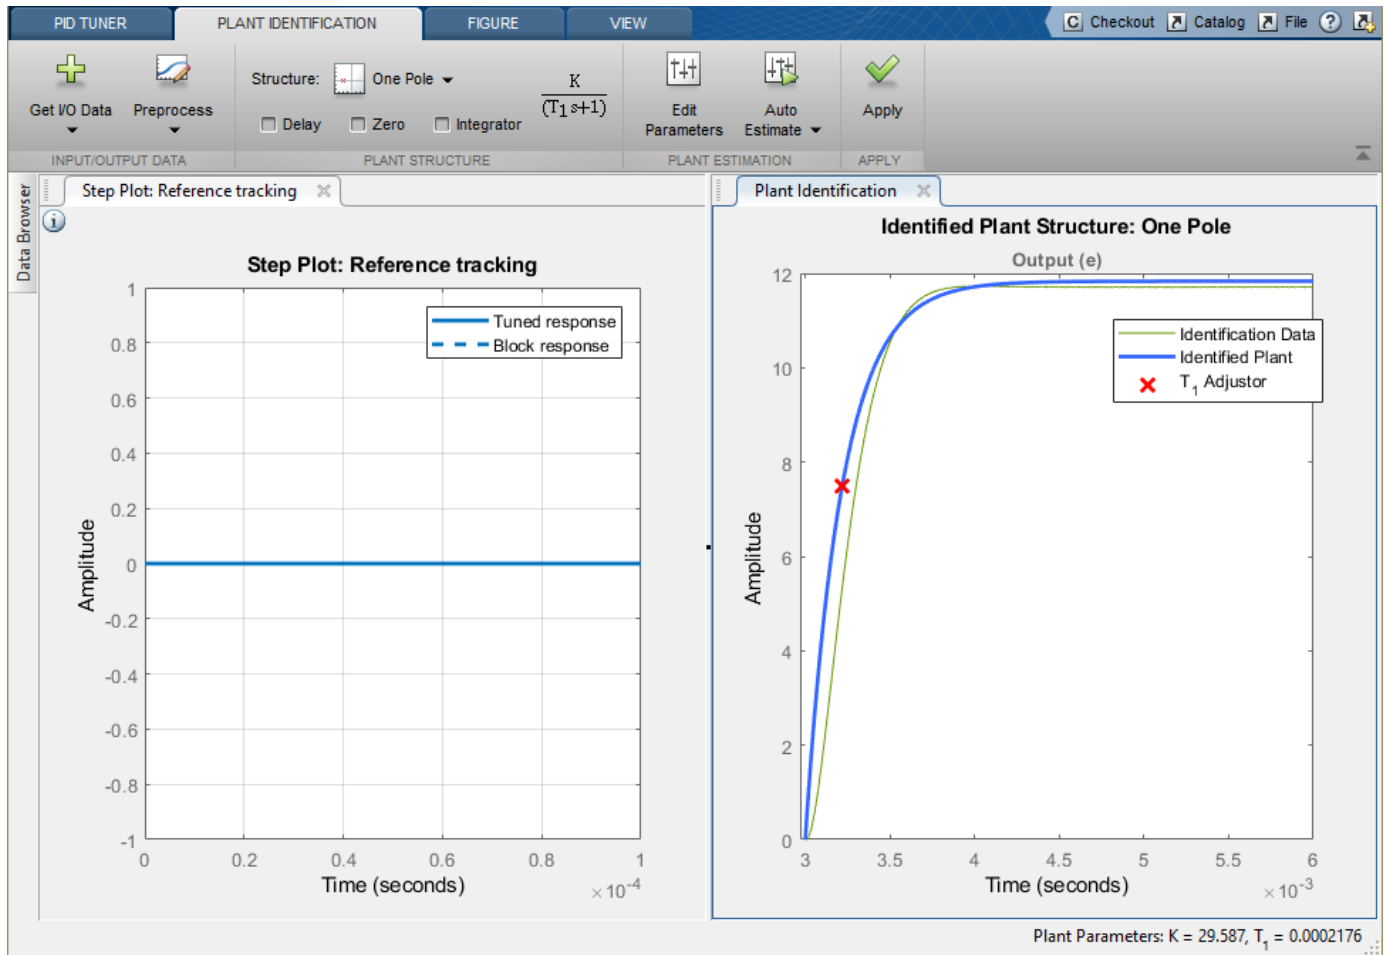 PID TUNER
PLANT IDENTIFICATION
FIGURE
VIEW
C Checkout
Catalog
File
?
Get I/O Data
Preprocess
INPUT/OUTPUT DATA
Structure:
One Pole
Delay
Zero
Integrator
K
(T1s+1)
PLANT STRUCTURE
Edit
Parameters
Auto
Estimate
PLANT ESTIMATION
Apply
APPLY
Data Browser
Step Plot: Reference tracking
i
Step Plot: Reference tracking
Tuned response
Block response
1
0.8
0.6
0.4
0.2
0
-0.2
-0.4
-0.6
-0.8
-1
Amplitude
0 0.2 0.4 0.6 0.8 1
Time (seconds)
×10-4
Plant Identification
Identified Plant Structure: One Pole
Output (e)
Identification Data
Identified Plant
T1 Adjustor
12
10
8
6
4
2
0
Amplitude
3 3.5 4 4.5 5 5.5 6
Time (seconds)
×10-3
Plant Parameters: K = 29.587, T1 = 0.0002176